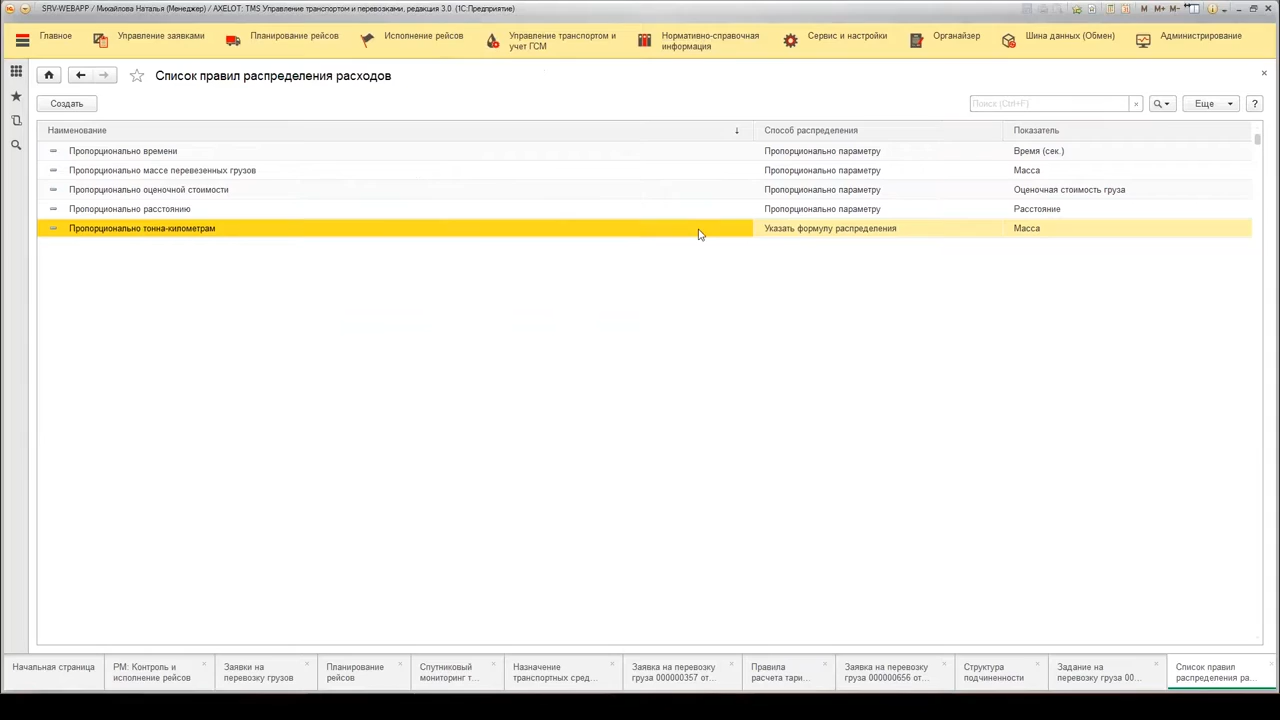 SRV-WEBAPP / Михайлова Наталья (Менеджер) / AXELOT: TMS Управление транспортом и перевозками, редакция 3.0 (1С:Предприятие)
M M+ M-
Главное
Управление заявками
Планирование рейсов
Исполнение рейсов
Управление транспортом и
учет ГСМ
Нормативно-справочная
информация
Сервис и настройки
Органайзер
Шина данных (Обмен)
Администрирование
Список правил распределения расходов
Создать
Поиск (Ctrl+F)
Еще
?
Наименование
Способ распределения
Показатель
Пропорционально времени
Пропорционально параметру
Время (сек.)
Пропорционально массе перевезенных грузов
Пропорционально параметру
Масса
Пропорционально оценочной стоимости
Пропорционально параметру
Оценочная стоимость груза
Пропорционально расстоянию
Пропорционально параметру
Расстояние
Пропорционально тонна-километрам
Указать формулу распределения
Масса
Начальная страница
РМ: Контроль и
исполнение рейсов
Заявки на
перевозку грузов
Планирование
рейсов
Спутниковый
мониторинг т...
Назначение
транспортных сред...
Заявка на перевозку
груза 000000357 от...
Правила
расчета тари...
Заявка на перевозку
груза 000000656 от...
Структура
подчиненности
Задание на
перевозку груза 00...
Список правил
распределения ра...